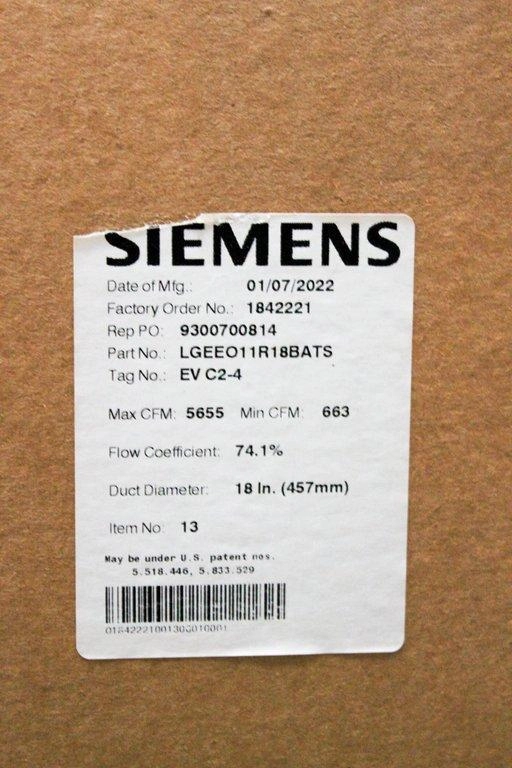 SIEMENS
Date of Mfg.: 01/07/2022
Factory Order No.: 1842221
Rep PO: 9300700814
Part No.: LGEEO11R18BATS
Tag No.: EV C2-4
Max CFM: 5655 Min CFM: 663
Flow Coefficient: 74.1%
Duct Diameter: 18 In. (457mm)
Item No: 13
May be under U.S. patent nos.
5.518.446, 5.833.529